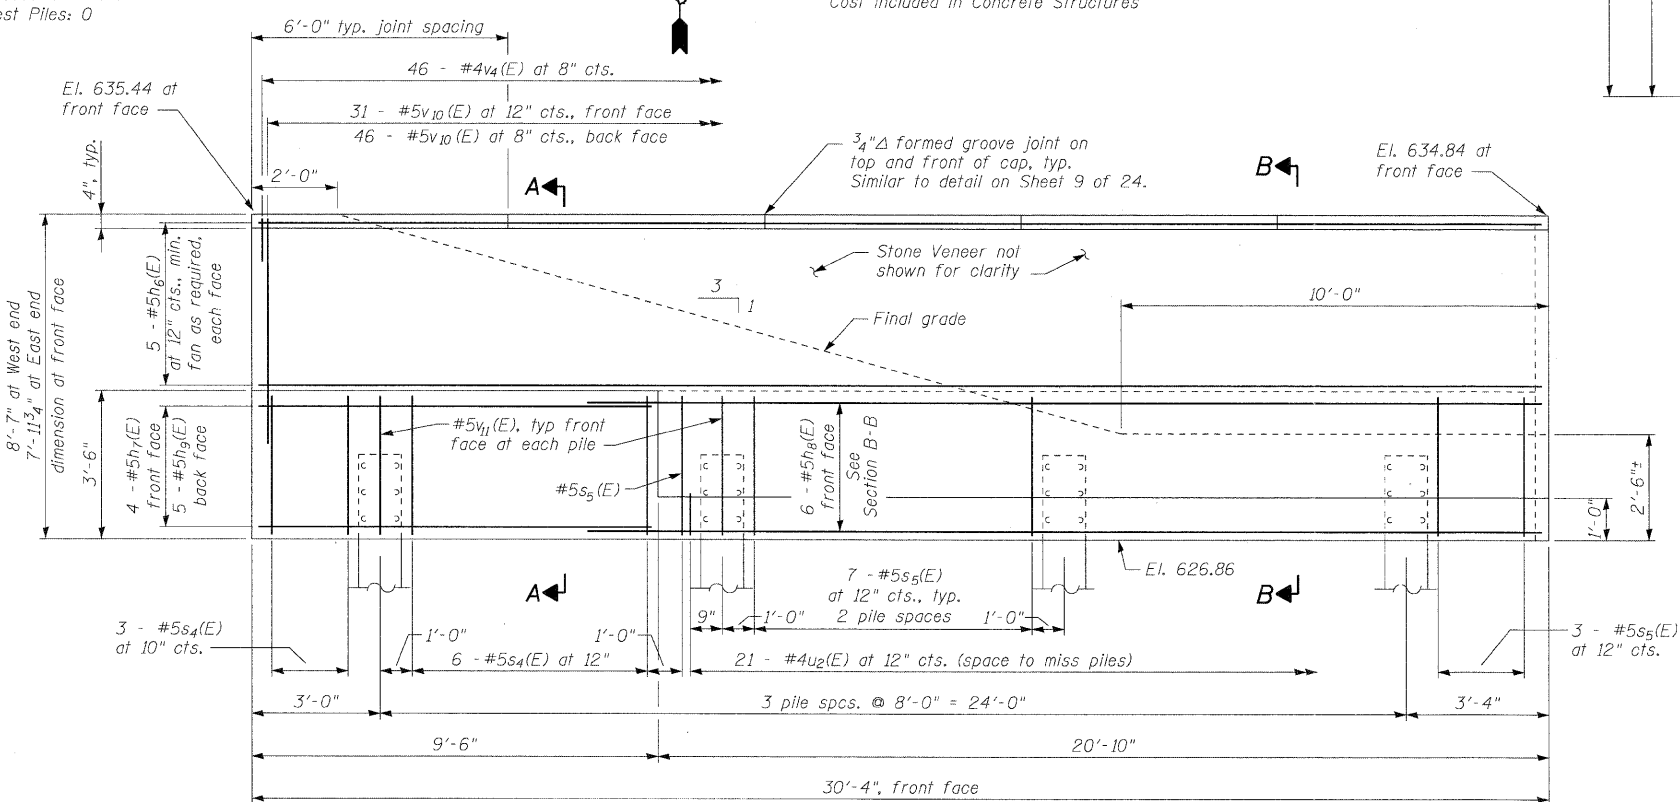 est Piles: 0
Cost included in Concrete Structures
6'-0" typ. joint spacing
46 - #4v4(E) at 8" cts.
El. 635.44 at
front face
31 - #5v10(E) at 12" cts., front face
46 - #5v10(E) at 8" cts., back face
3/4"Δ formed groove joint on
top and front of cap, typ.
Similar to detail on Sheet 9 of 24.
El. 634.84 at
front face
4", typ.
2'-0"
A
B
5 - #5h6(E)
at 12" cts., min.
fan as required,
each face
Stone Veneer not
shown for clarity
3
1
10'-0"
Final grade
8'-7" at West end
7'-11 3/4" at East end
dimension at front face
3'-6"
4 - #5h7(E)
front face
5 - #5h9(E)
back face
#5v11(E), typ front
face at each pile
#5s5(E)
6 - #5h8(E)
front face
See
Section B-B
2'-6"±
1'-0"
El. 626.86
A
B
7 - #5s5(E)
at 12" cts., typ.
2 pile spaces
9"
1'-0"
1'-0"
3 - #5s4(E)
at 10" cts.
1'-0"
6 - #5s4(E) at 12"
1'-0"
21 - #4u2(E) at 12" cts. (space to miss piles)
3 - #5s5(E)
at 12" cts.
3'-0"
3 pile spcs. @ 8'-0" = 24'-0"
3'-4"
9'-6"
20'-10"
30'-4", front face